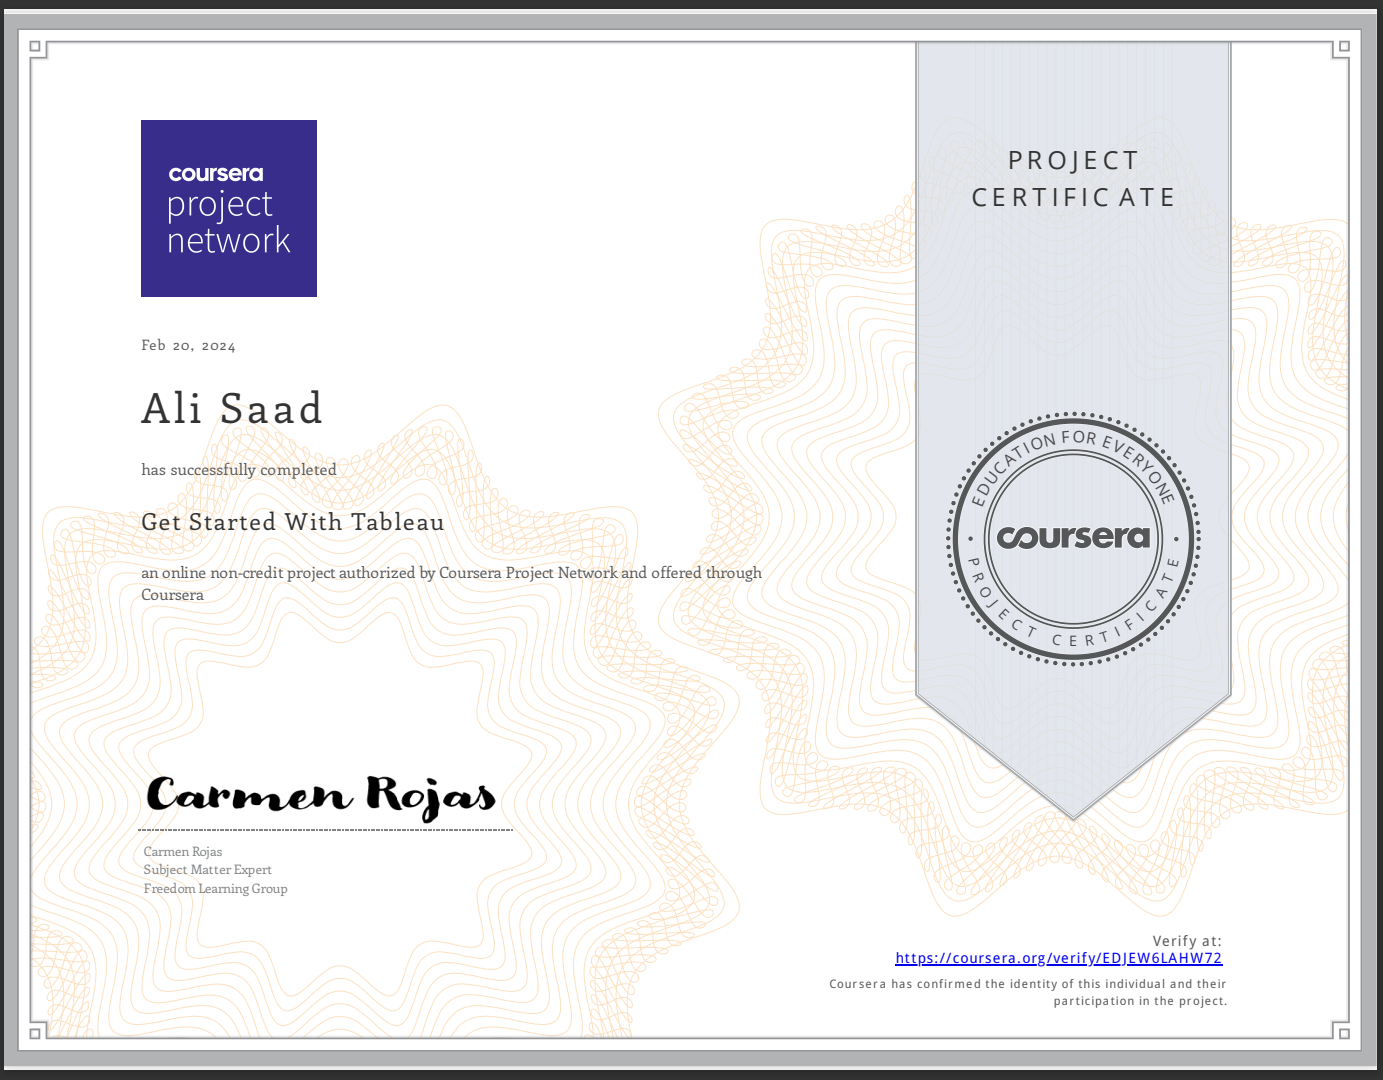 coursera
project
network
PROJECT
CERTIFICATE
Feb 20, 2024
Ali Saad
has successfully completed
Get Started With Tableau
an online non-credit project authorized by Coursera Project Network and offered through
Coursera
EDUCATION FOR EVERYONE
coursera
PROJECT CERTIFICATE
Carmen Rojas
Carmen Rojas
Subject Matter Expert
Freedom Learning Group
Verify at:
https://coursera.org/verify/EDJEW6LAHW72
Coursera has confirmed the identity of this individual and their
participation in the project.